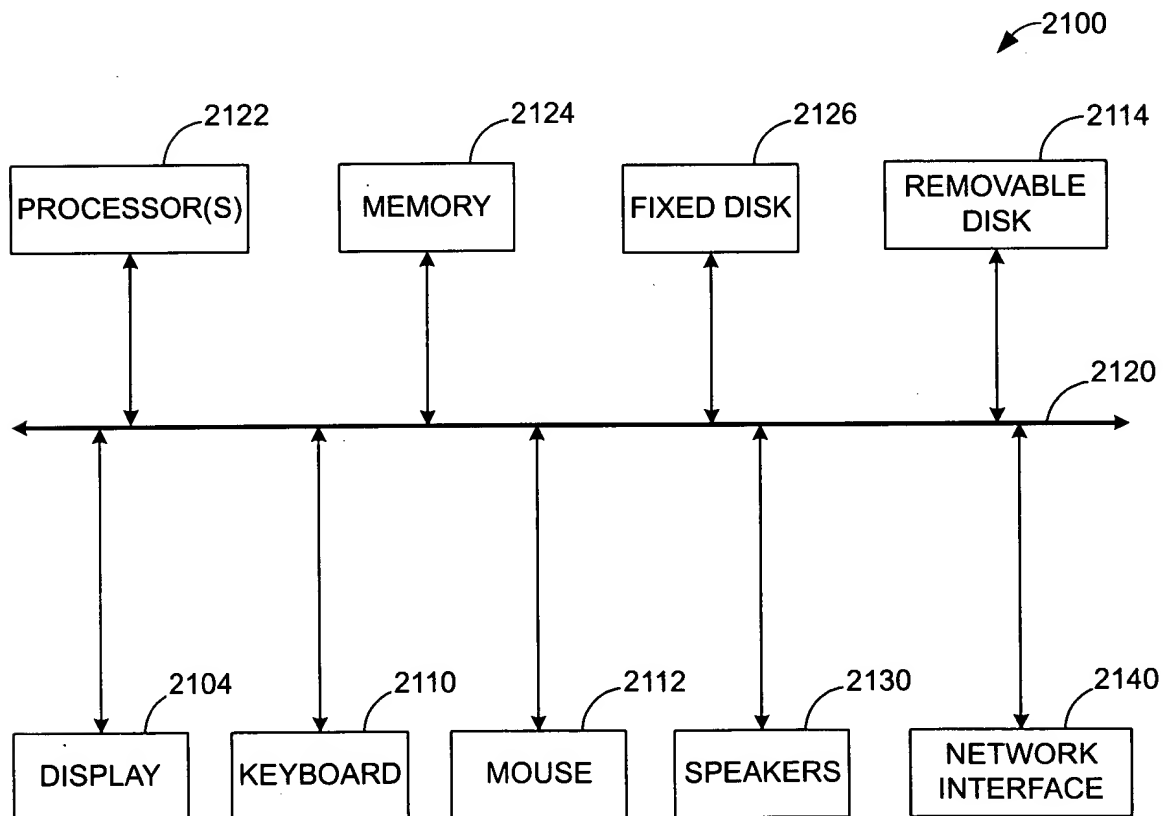 2100
2122
2124
2126
2114
PROCESSOR(S)
MEMORY
FIXED DISK
REMOVABLE
DISK
2120
2104
2110
2112
2130
2140
DISPLAY
KEYBOARD
MOUSE
SPEAKERS
NETWORK
INTERFACE